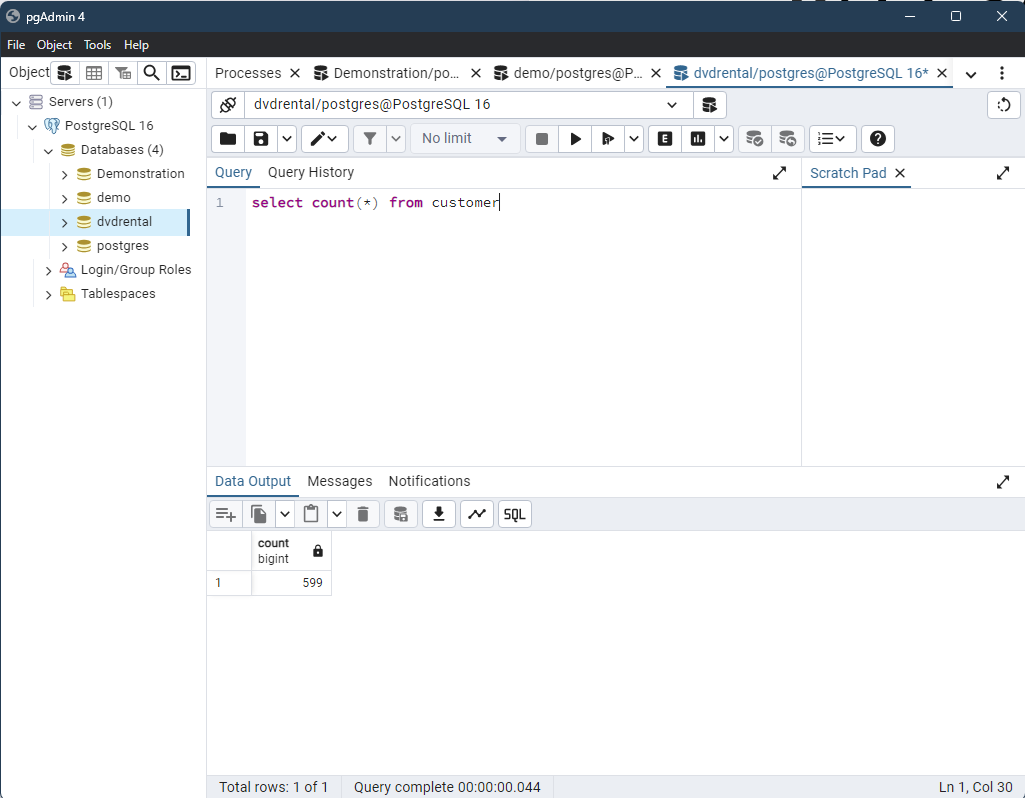 pgAdmin 4
File Object Tools Help
Object
Processes
Demonstration/po...
demo/postgres@P...
dvdrental/postgres@PostgreSQL 16*
Servers (1)
PostgreSQL 16
Databases (4)
Demonstration
demo
dvdrental
postgres
Login/Group Roles
Tablespaces
dvdrental/postgres@PostgreSQL 16
No limit
E
Query Query History
Scratch Pad
1 select count(*) from customer
Data Output Messages Notifications
SQL
count
bigint
1 599
Total rows: 1 of 1 Query complete 00:00:00.044 Ln 1, Col 30